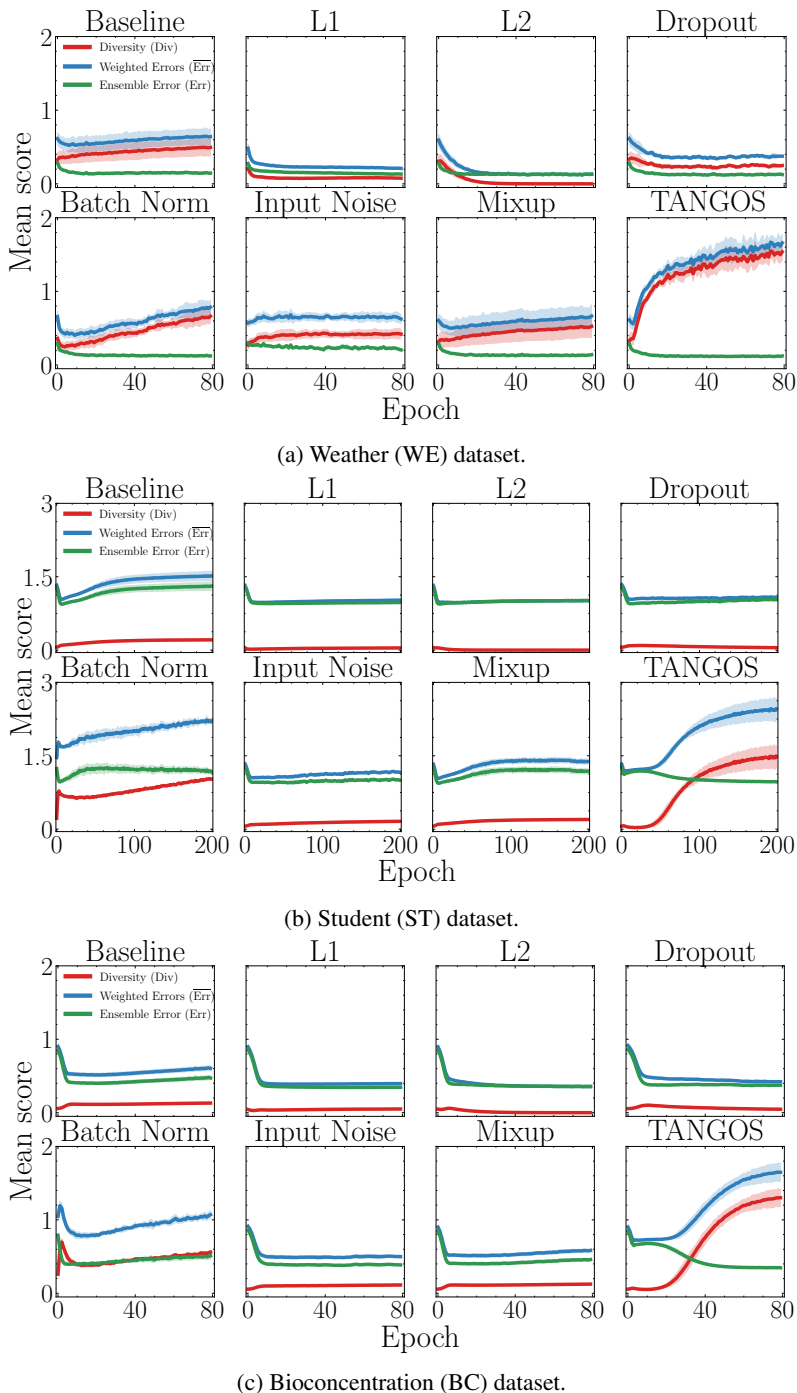 Baseline L1 L2 Dropout
2
Diversity (Div)
Weighted Errors (Err)
Ensemble Error (Err)
1
0
Mean score
Batch Norm Input Noise Mixup TANGOS
2
1
0
0 40 80 0 40 80 0 40 80 0 40 80
Epoch
(a) Weather (WE) dataset.
Baseline L1 L2 Dropout
3
Diversity (Div)
Weighted Errors (Err)
Ensemble Error (Err)
1.5
0
Mean score
Batch Norm Input Noise Mixup TANGOS
3
1.5
0
0 100 200 0 100 200 0 100 200 0 100 200
Epoch
(b) Student (ST) dataset.
Baseline L1 L2 Dropout
2
Diversity (Div)
Weighted Errors (Err)
Ensemble Error (Err)
1
0
Mean score
Batch Norm Input Noise Mixup TANGOS
2
1
0
0 40 80 0 40 80 0 40 80 0 40 80
Epoch
(c) Bioconcentration (BC) dataset.